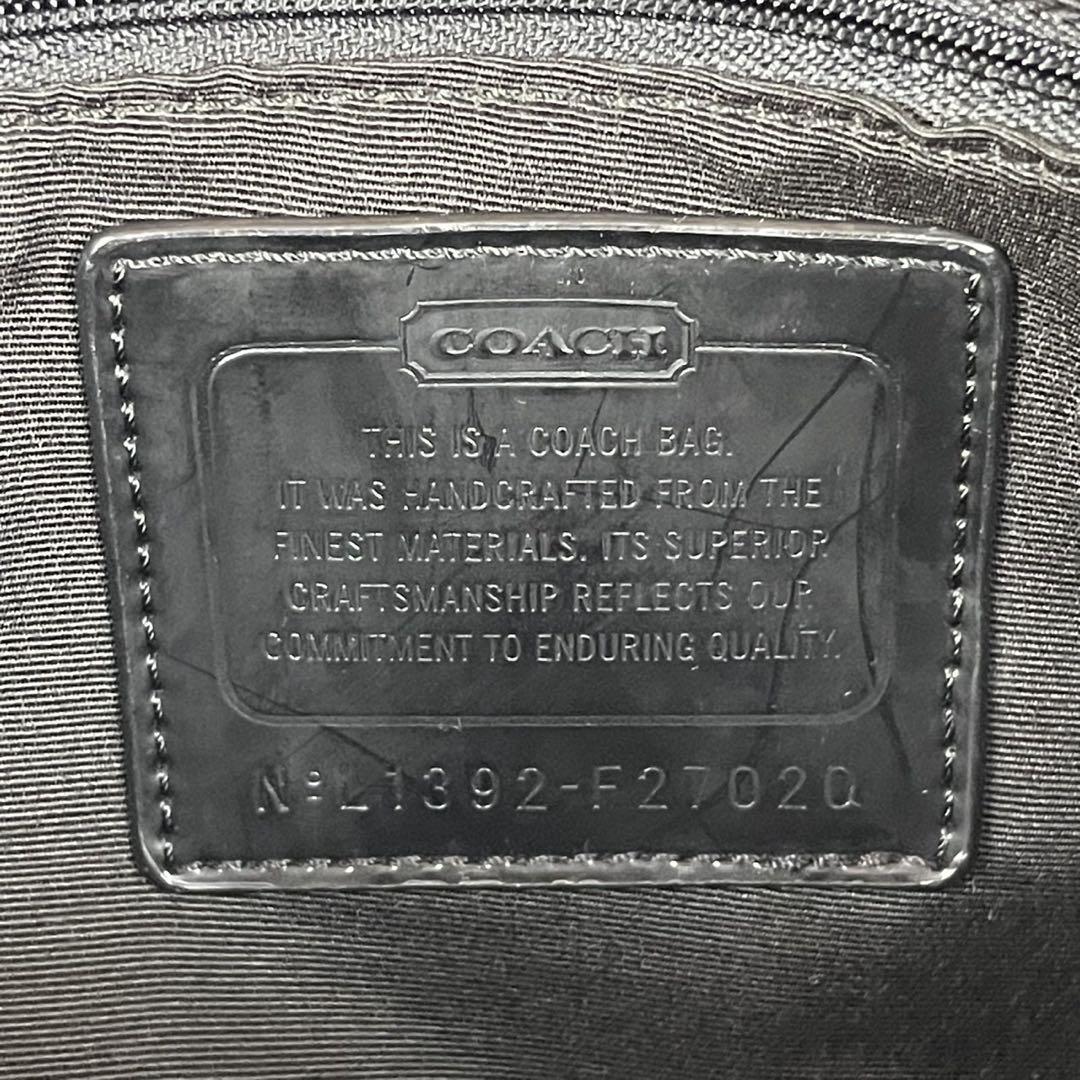 COACH
THIS IS A COACH BAG.
IT WAS HANDCRAFTED FROM THE
FINEST MATERIALS. ITS SUPERIOR
CRAFTSMANSHIP REFLECTS OUR
COMMITMENT TO ENDURING QUALITY.
Nº L1392-F27020